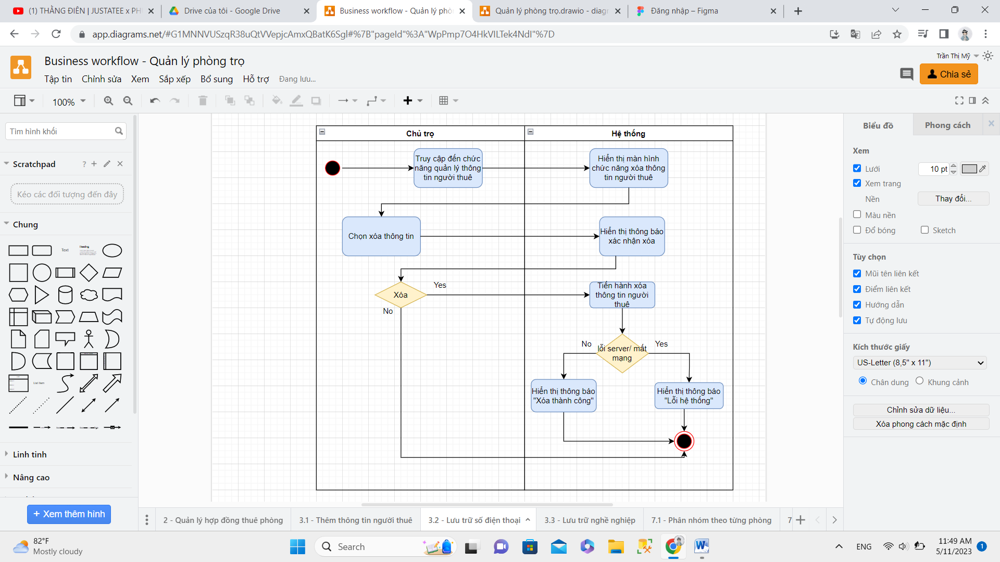 (1) THẰNG ĐIÊN | JUSTATEE x PH
Drive của tôi - Google Drive
Business workflow - Quản lý phò
Quản lý phòng trọ.drawio - diag
Đăng nhập – Figma
app.diagrams.net/#G1MNNVUSzqR38uQtVVepjcAmxQBatK6Sgl#%7B"pageId"%3A"WpPmp7O4HkVILTek4NdI"%7D
Business workflow - Quản lý phòng trọ
Trần Thị Mỹ
Tập tin
Chỉnh sửa
Xem
Sắp xếp
Bổ sung
Hỗ trợ
Đang lưu...
Chia sẻ
100%
Tìm hình khối
Scratchpad
?
Kéo các đối tượng đến đây
Chung
Text
Heading
List Item
Linh tinh
Nâng cao
+ Xem thêm hình
Chủ trọ
Hệ thống
Truy cập đến chức
năng quản lý thông
tin người thuê
Hiển thị màn hình
chức năng xóa thông
tin người thuê
Chọn xóa thông tin
Hiển thị thông báo
xác nhận xóa
Xóa
Yes
No
Tiến hành xóa
thông tin người
thuê
lỗi server/ mất
mạng
No
Yes
Hiển thị thông báo
"Xóa thành công"
Hiển thị thông báo
"Lỗi hệ thống"
Biểu đồ
Phong cách
Xem
Lưới
10 pt
Xem trang
Nền
Thay đổi...
Màu nền
Đổ bóng
Sketch
Tùy chọn
Mũi tên liên kết
Điểm liên kết
Hướng dẫn
Tự động lưu
Kích thước giấy
US-Letter (8,5" x 11")
Chân dung
Khung cảnh
Chỉnh sửa dữ liệu...
Xóa phong cách mặc định
2 - Quản lý hợp đồng thuê phòng
3.1 - Thêm thông tin người thuê
3.2 - Lưu trữ số điện thoại
3.3 - Lưu trữ nghề nghiệp
7.1 - Phân nhóm theo từng phòng
7
82°F
Mostly cloudy
Search
ENG
11:49 AM
5/11/2023
1